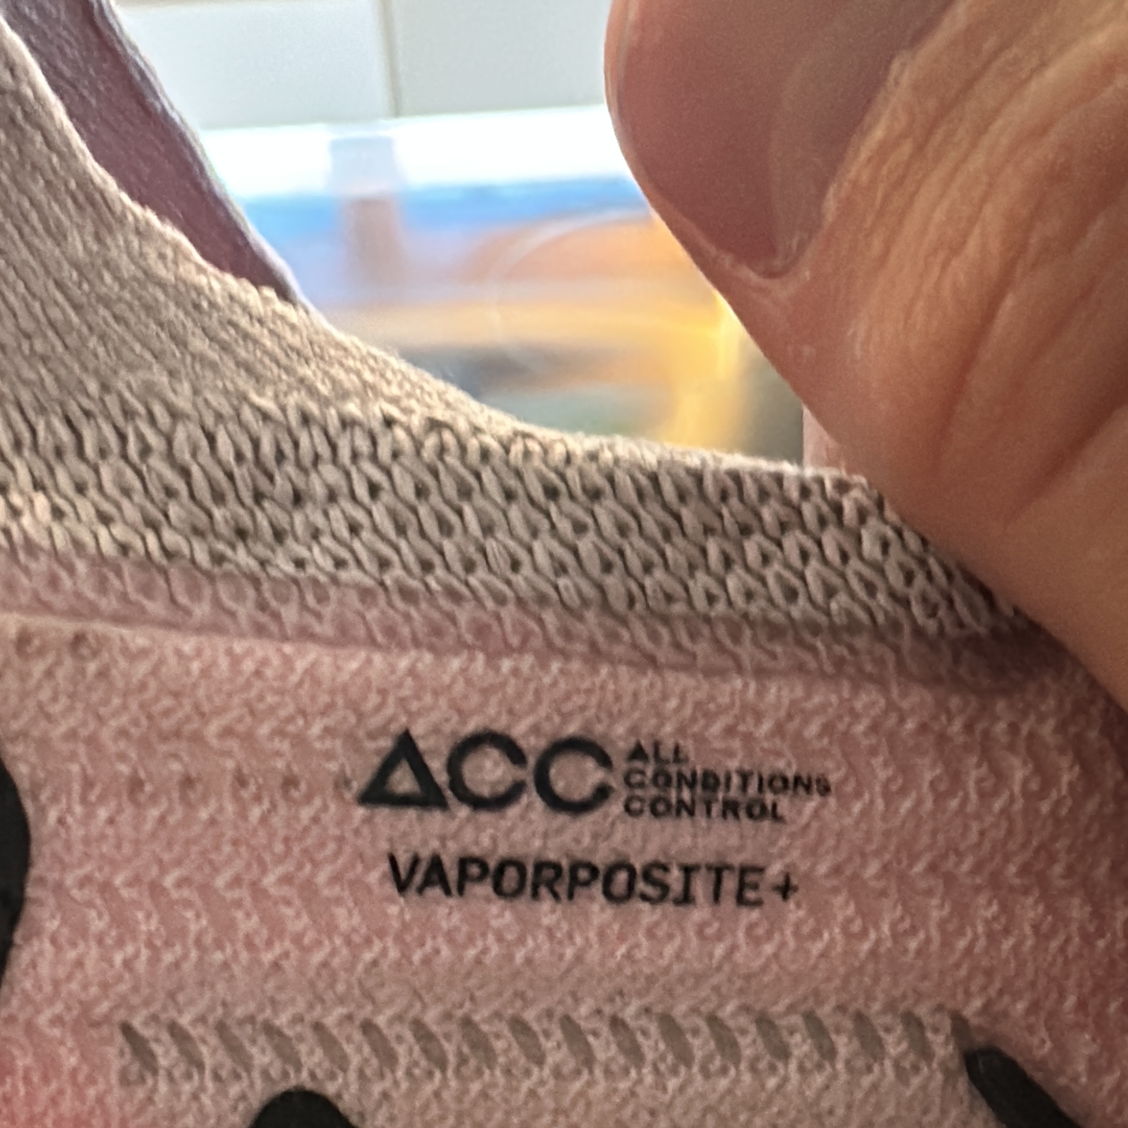 ACC ALL
CONDITIONS
CONTROL
VAPORPOSITE+